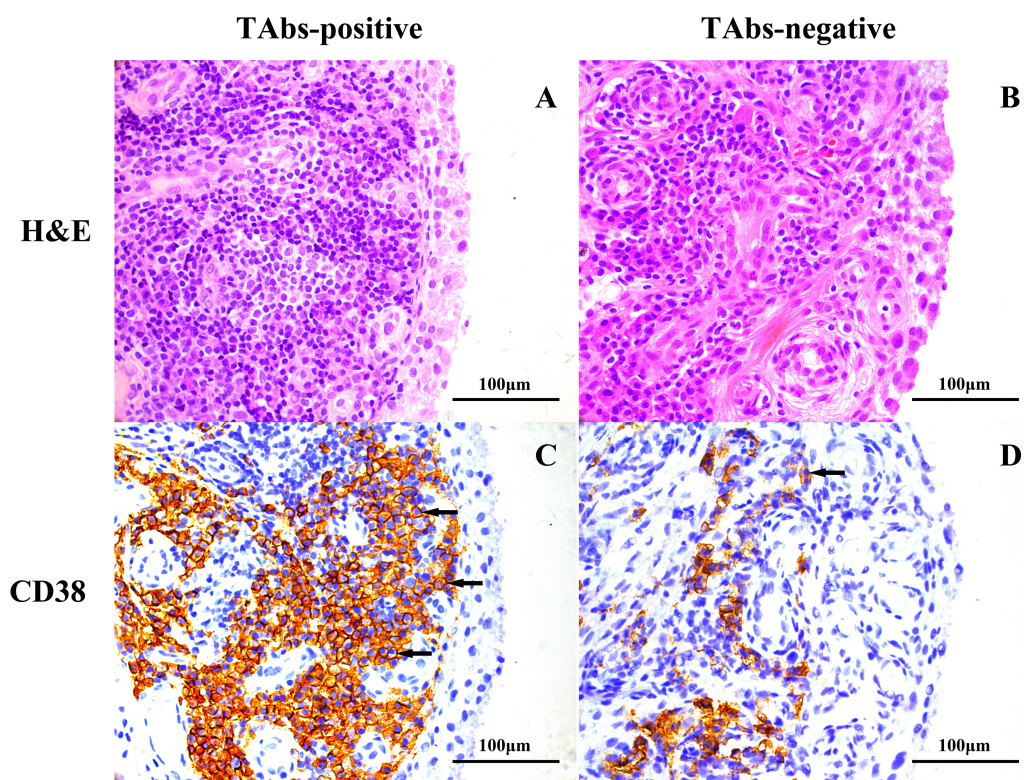 TAbs-positive
TAbs-negative
H&E
A
B
100μm
100μm
CD38
C
D
100μm
100μm